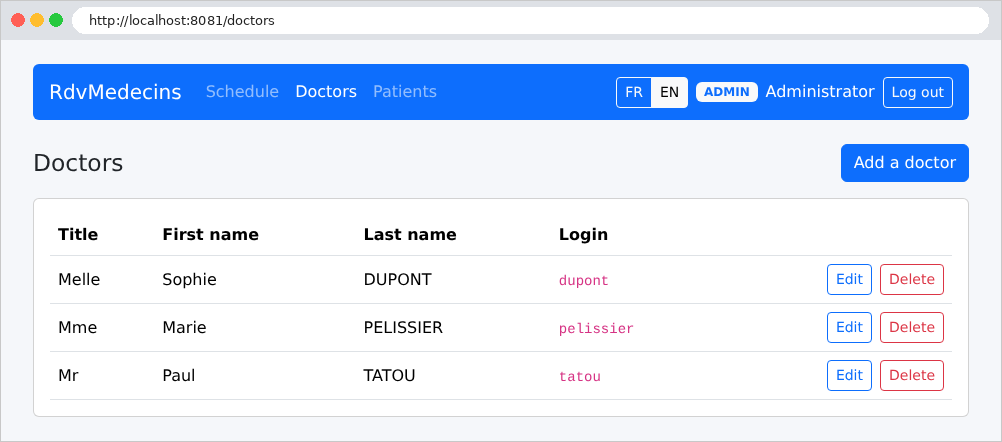 http://localhost:8081/doctors
RdvMedecins Schedule Doctors Patients FR EN ADMIN Administrator Log out
Doctors Add a doctor
Title First name Last name Login
Melle Sophie DUPONT dupont Edit Delete
Mme Marie PELISSIER pelissier Edit Delete
Mr Paul TATOU tatou Edit Delete